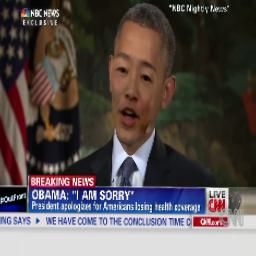 "NBC Nightly News"
NBC NEWS
EXCLUSIVE
BREAKING NEWS
OBAMA: "I AM SORRY"
President apologizes for Americans losing health coverage
LIVE
CNN
NG SAYS ▸ WE HAVE COME TO THE CONCLUSION TIME C